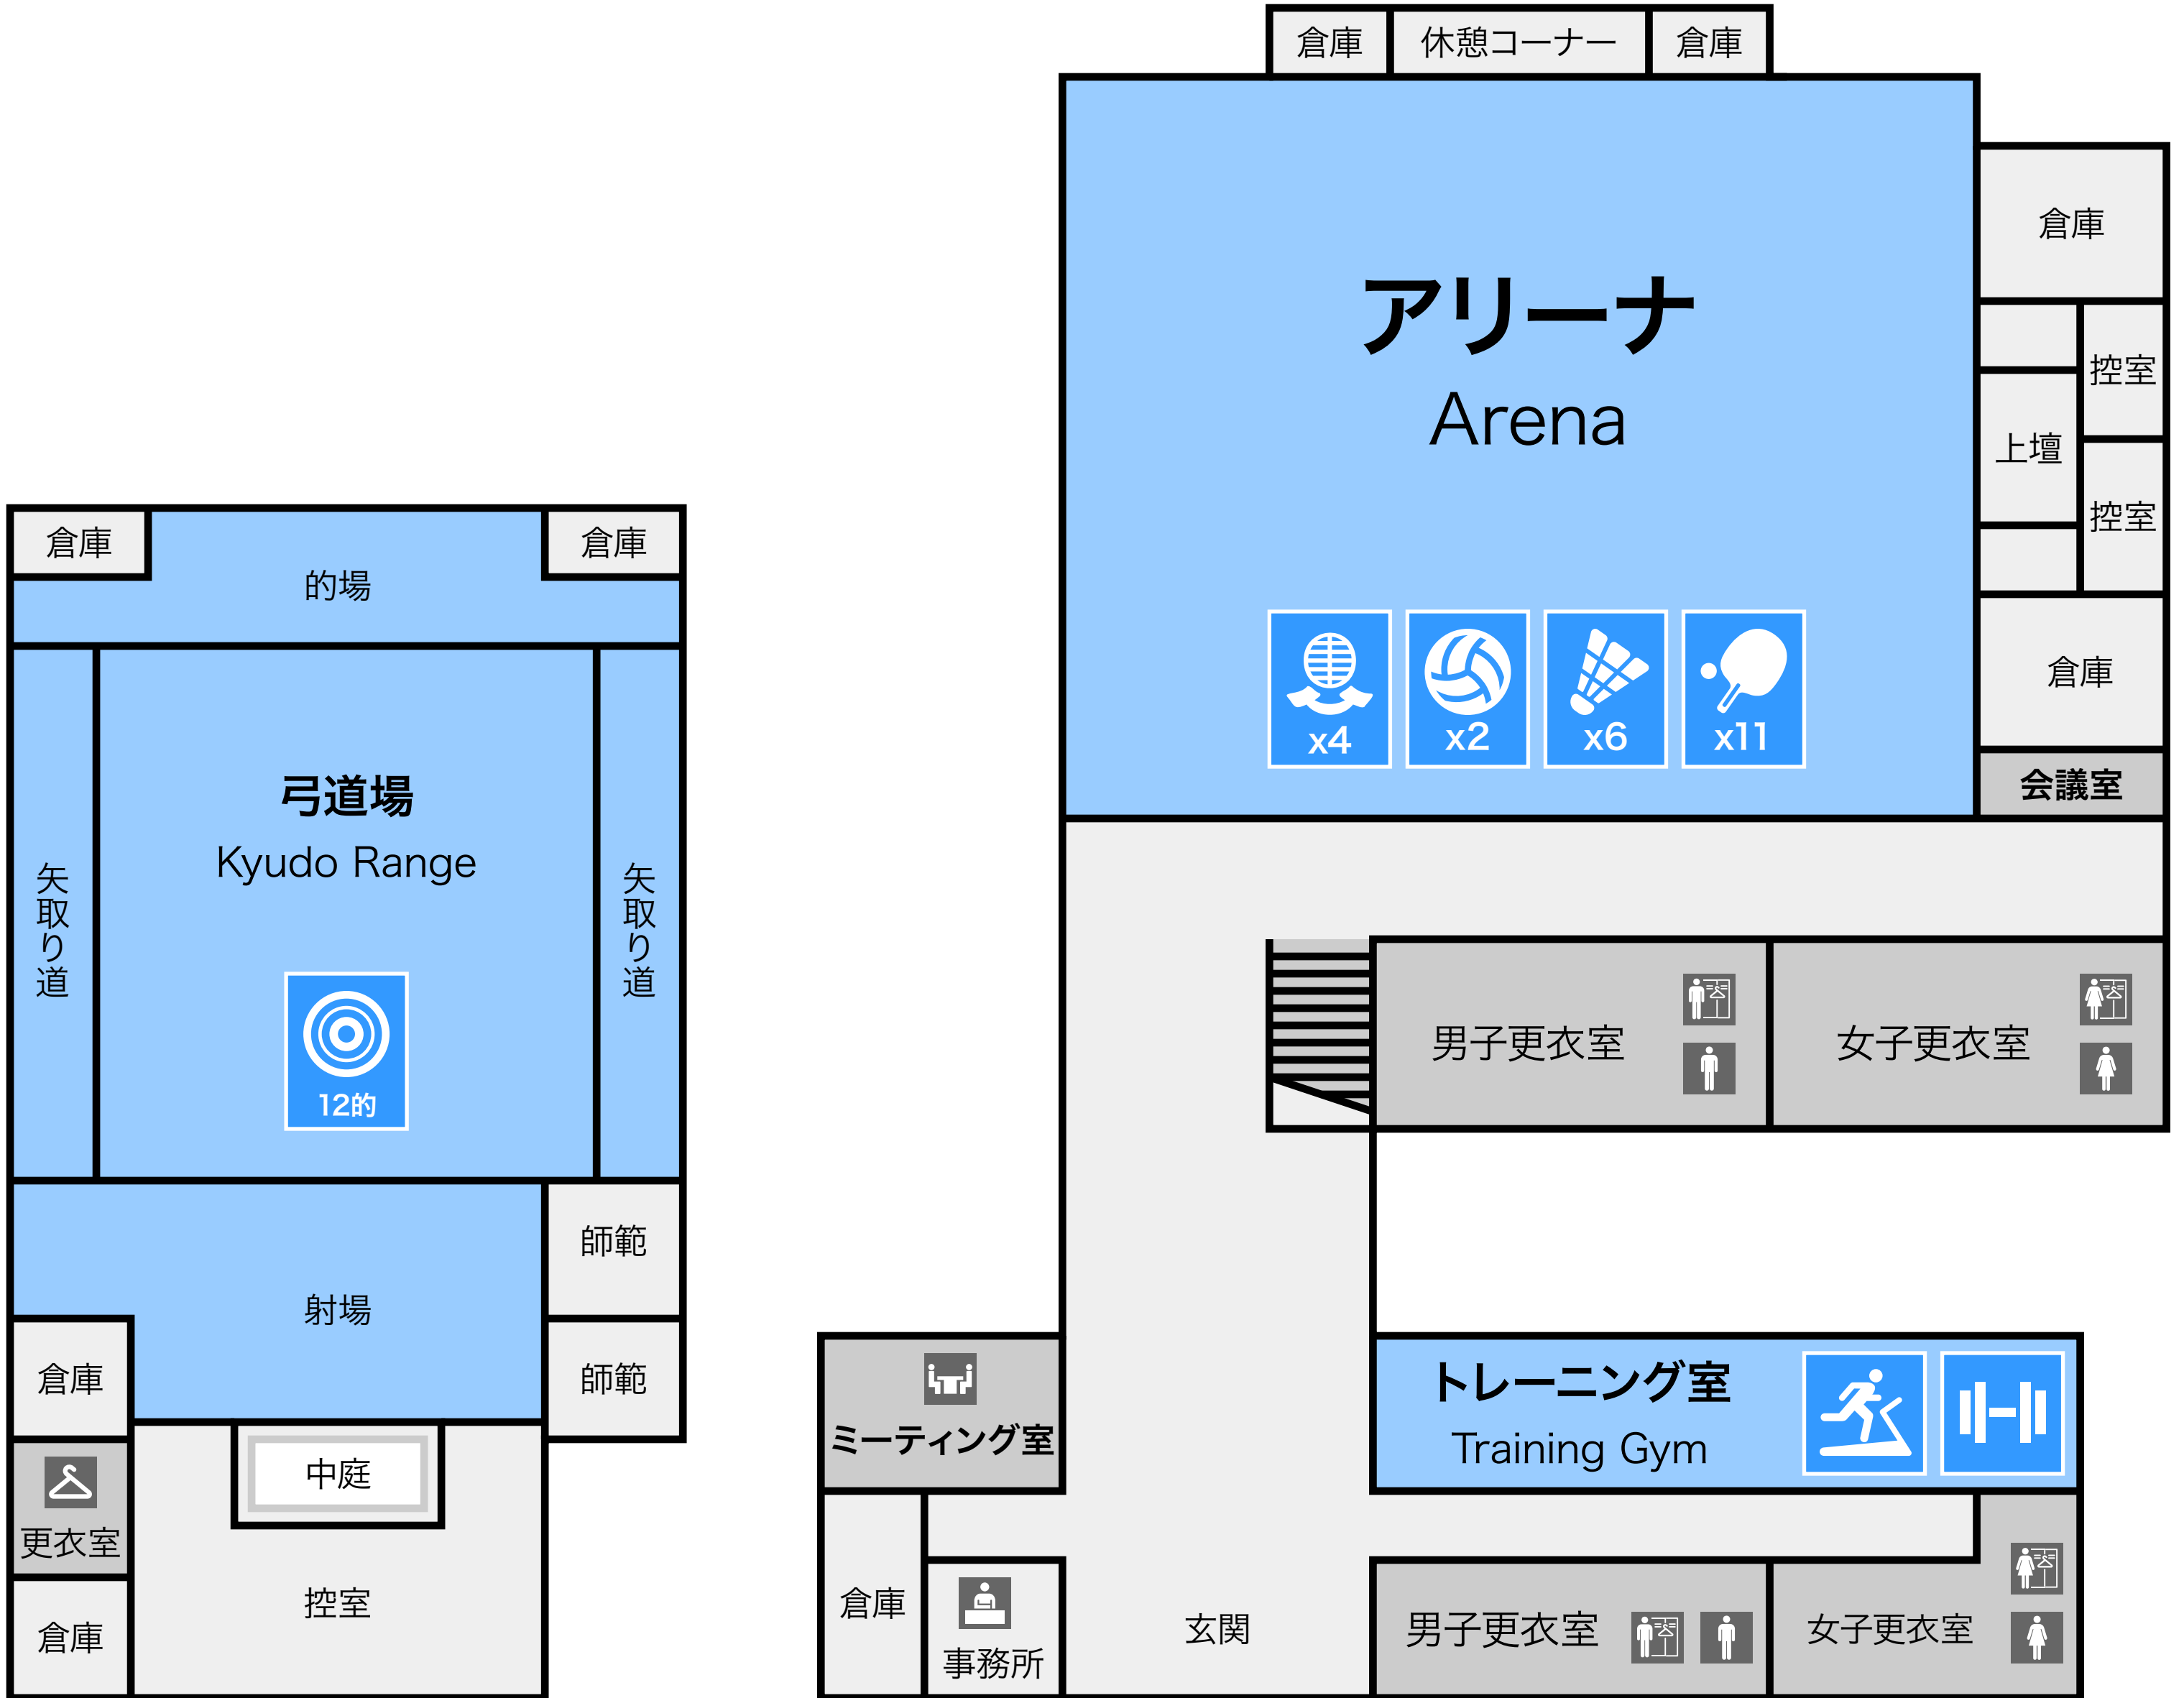 倉庫
休憩コーナー
倉庫
アリーナ
Arena
x4
x2
x6
x11
倉庫
控室
上壇
控室
倉庫
会議室
男子更衣室
女子更衣室
倉庫
倉庫
的場
弓道場
Kyudo Range
12的
矢取り道
矢取り道
射場
師範
師範
倉庫
更衣室
倉庫
中庭
控室
ミーティング室
トレーニング室
Training Gym
倉庫
事務所
玄関
男子更衣室
女子更衣室